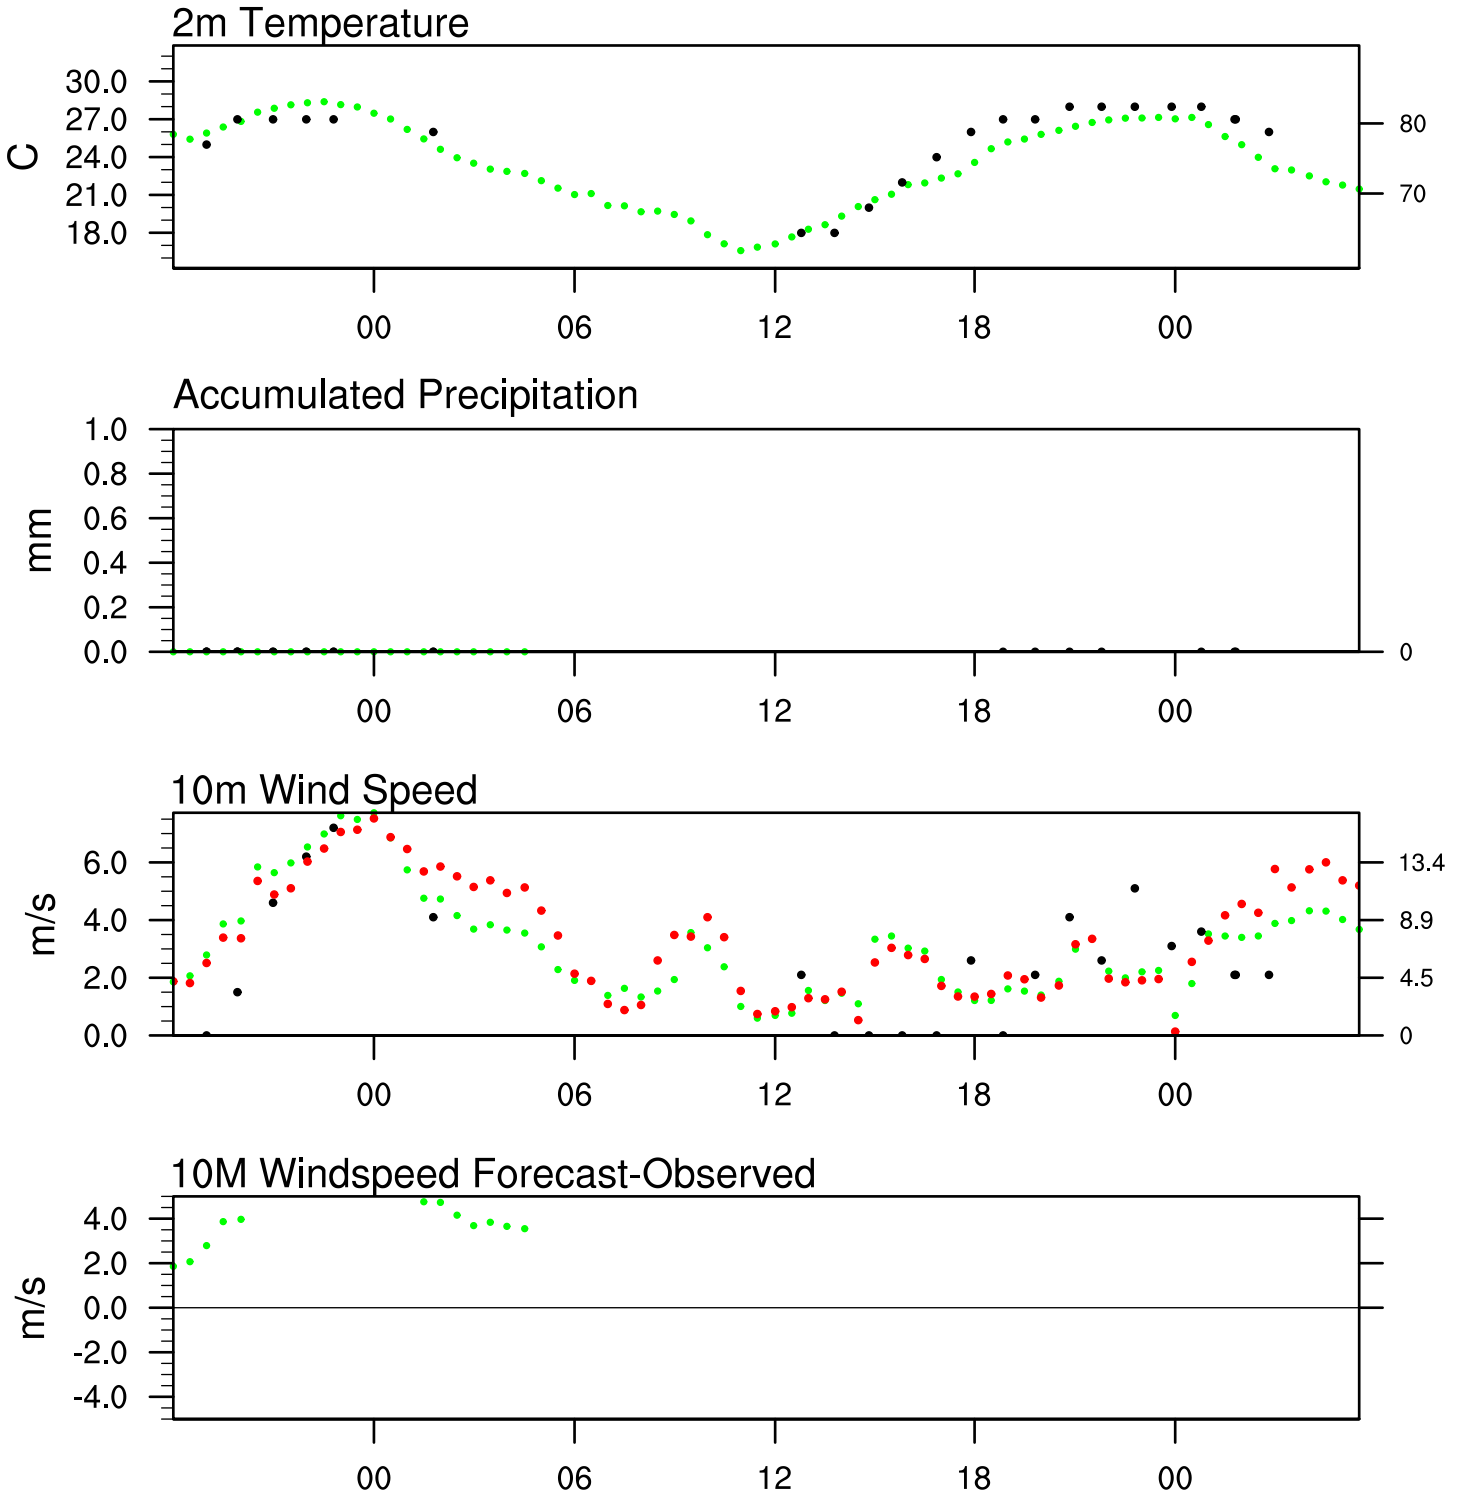 2m Temperature
30.0
27.0
24.0
21.0
18.0
C
80
70
00 06 12 18 00
Accumulated Precipitation
1.0
0.8
0.6
0.4
0.2
0.0
mm
0
00 06 12 18 00
10m Wind Speed
6.0
4.0
2.0
0.0
m/s
13.4
8.9
4.5
0
00 06 12 18 00
10M Windspeed Forecast-Observed
4.0
2.0
0.0
-2.0
-4.0
m/s
00 06 12 18 00